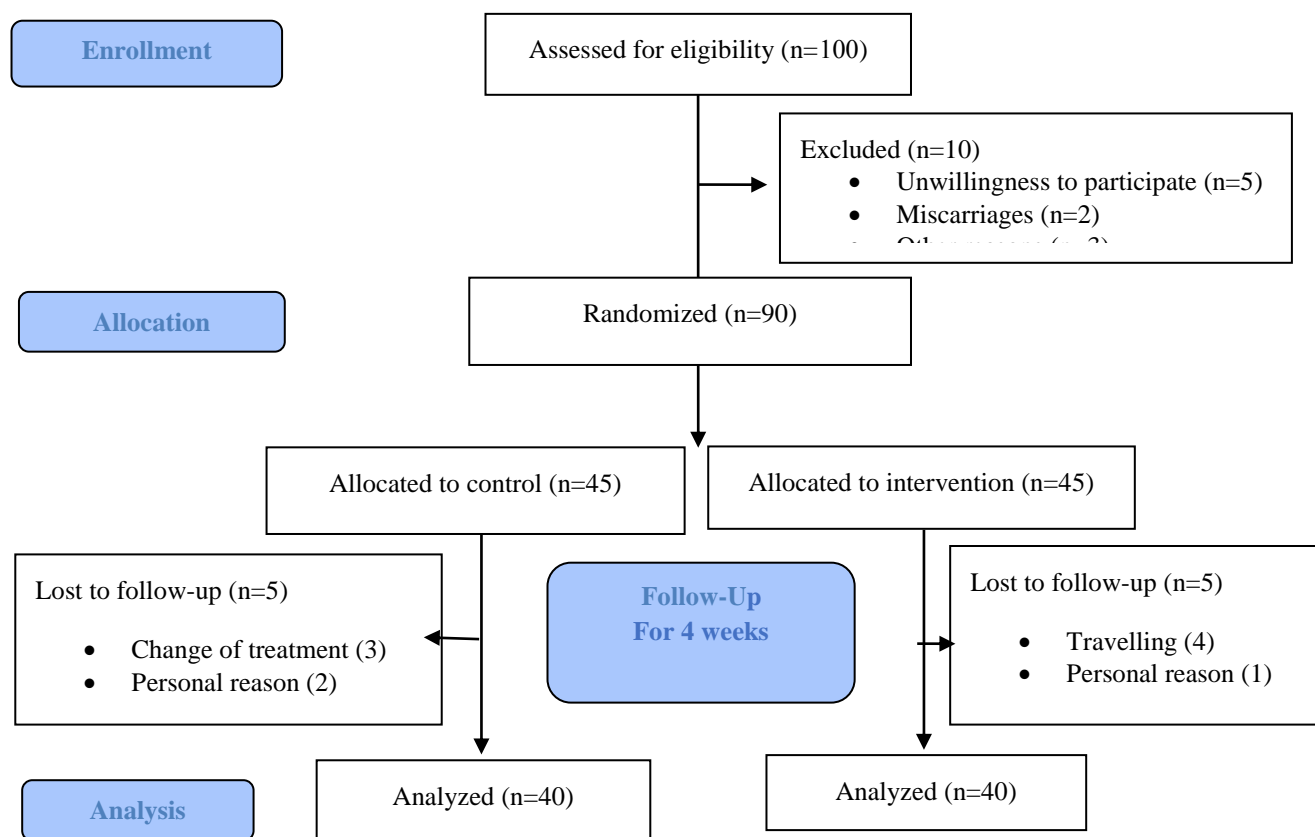 Enrollment
Assessed for eligibility (n=100)
Excluded (n=10)
• Unwillingness to participate (n=5)
• Miscarriages (n=2)
Allocation
Randomized (n=90)
Allocated to control (n=45)
Allocated to intervention (n=45)
Lost to follow-up (n=5)
• Change of treatment (3)
• Personal reason (2)
Follow-Up
For 4 weeks
Lost to follow-up (n=5)
• Travelling (4)
• Personal reason (1)
Analysis
Analyzed (n=40)
Analyzed (n=40)